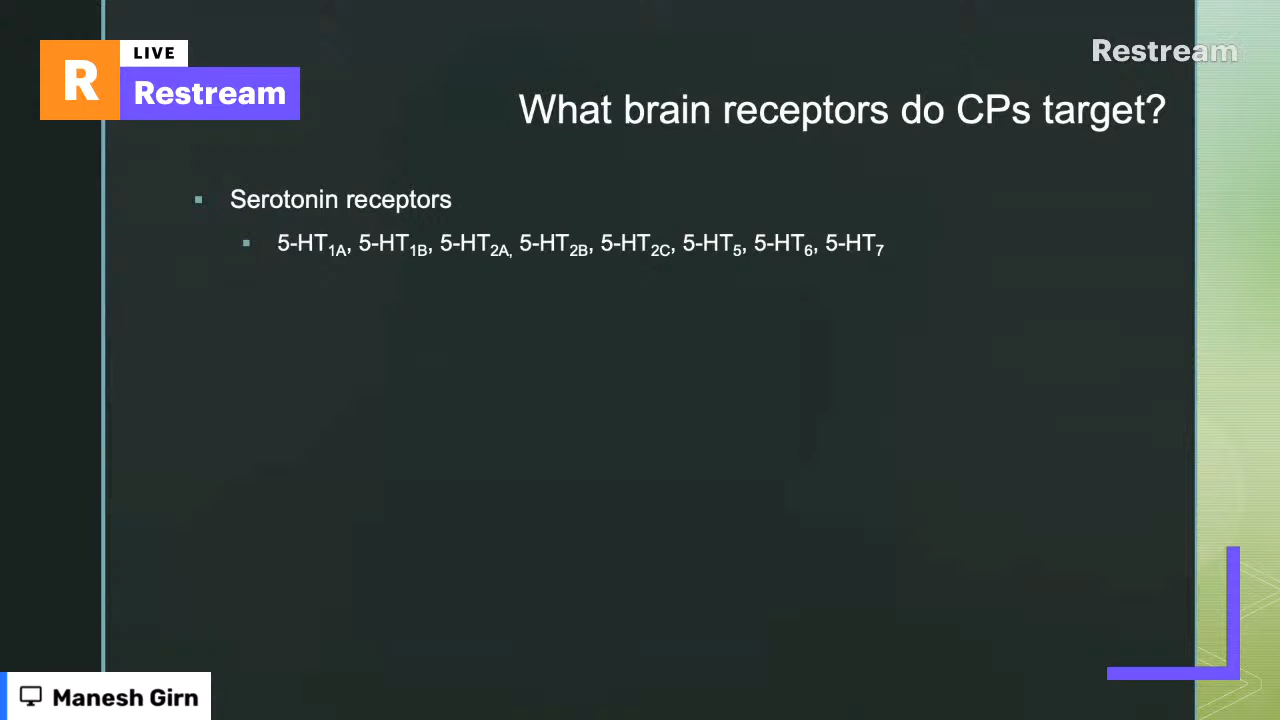 R
LIVE
Restream
Restream
What brain receptors do CPs target?
▪ Serotonin receptors
▪ 5-HT1A, 5-HT1B, 5-HT2A, 5-HT2B, 5-HT2C, 5-HT5, 5-HT6, 5-HT7
Manesh Girn